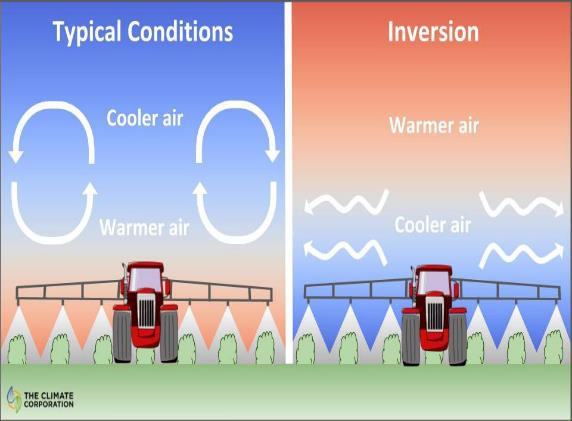 Typical Conditions
Cooler air
Warmer air
Inversion
Warmer air
Cooler air
THE CLIMATE
CORPORATION